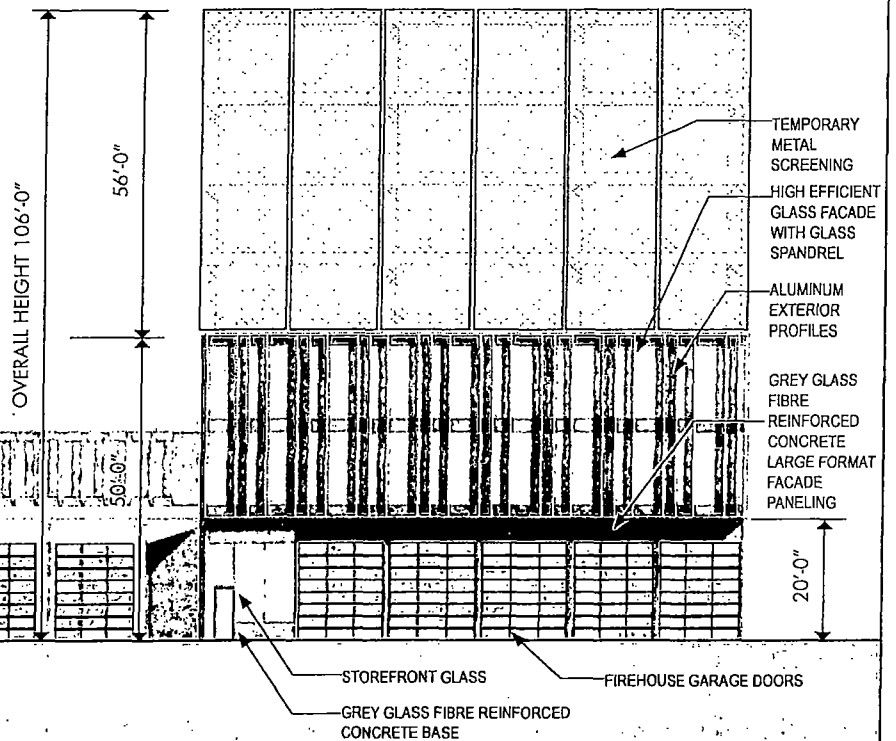 OVERALL HEIGHT 106'-0"
56'-0"
50'-0"
TEMPORARY
METAL
SCREENING
HIGH EFFICIENT
GLASS FACADE
WITH GLASS
SPANDREL
ALUMINUM
EXTERIOR
PROFILES
GREY GLASS
FIBRE
REINFORCED
CONCRETE
LARGE FORMAT
FACADE
PANELING
20'-0"
STOREFRONT GLASS
FIREHOUSE GARAGE DOORS
GREY GLASS FIBRE REINFORCED
CONCRETE BASE